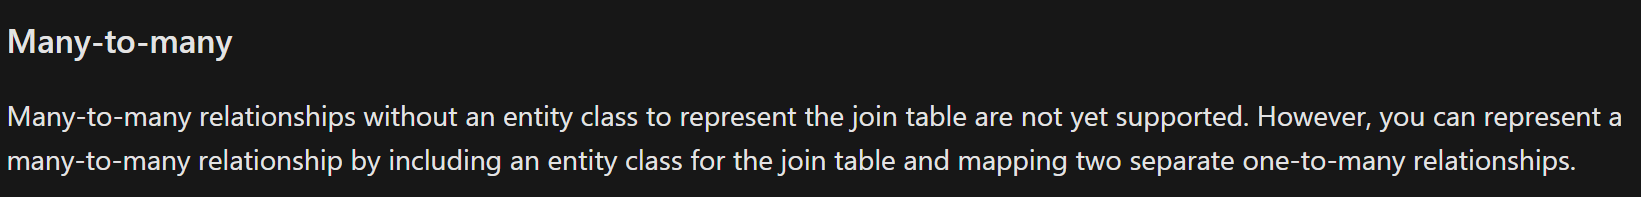 Many-to-many
Many-to-many relationships without an entity class to represent the join table are not yet supported. However, you can represent a
many-to-many relationship by including an entity class for the join table and mapping two separate one-to-many relationships.